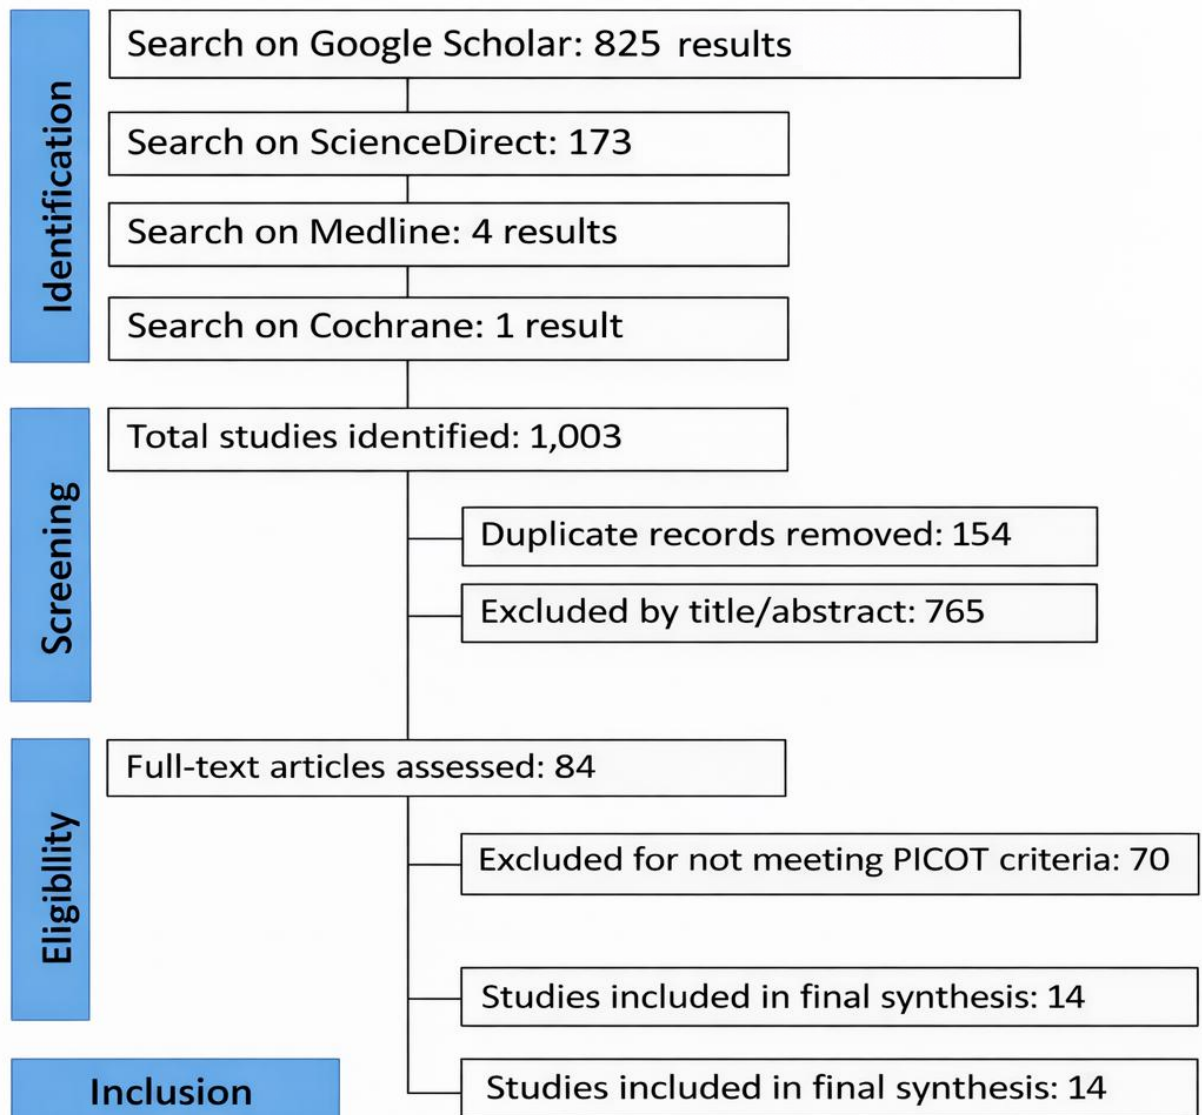 Identification
Search on Google Scholar: 825 results
Search on ScienceDirect: 173
Search on Medline: 4 results
Search on Cochrane: 1 result
Screening
Total studies identified: 1,003
Duplicate records removed: 154
Excluded by title/abstract: 765
Eligibility
Full-text articles assessed: 84
Excluded for not meeting PICOT criteria: 70
Studies included in final synthesis: 14
Inclusion
Studies included in final synthesis: 14